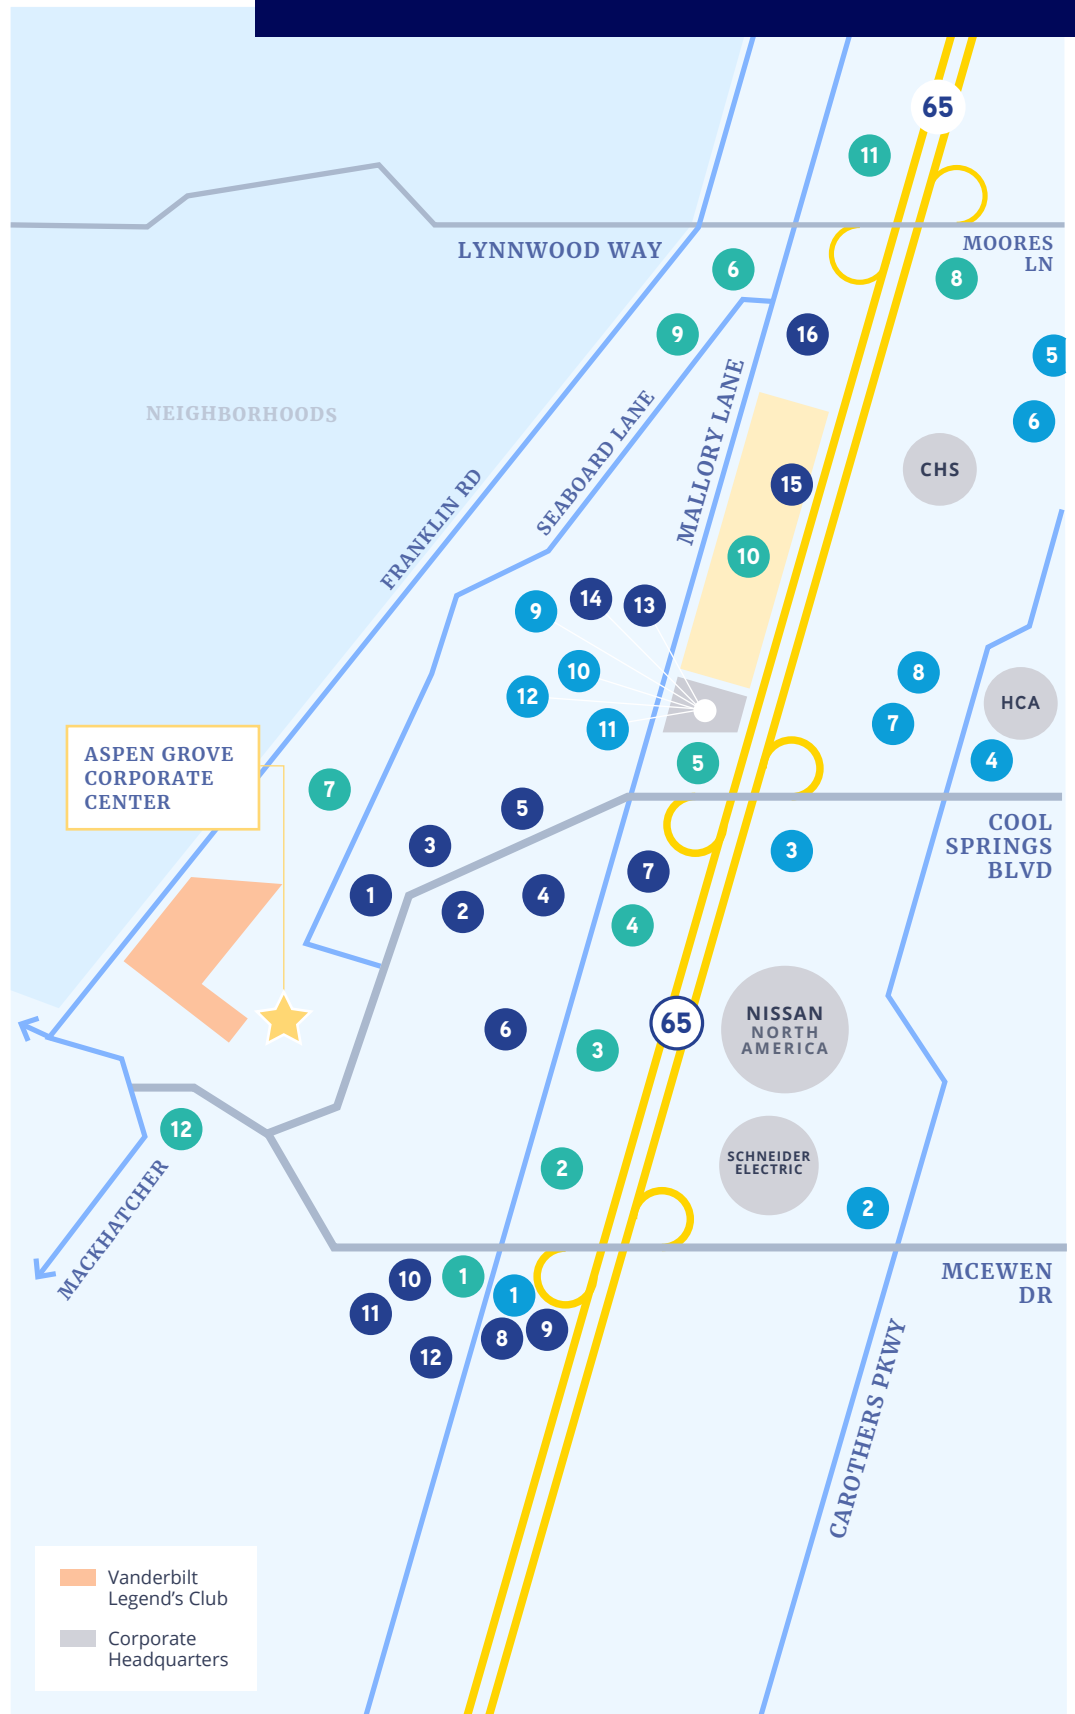 65
11
LYNNWOOD WAY
MOORES
LN
6
8
9
16
5
6
NEIGHBORHOODS
MALLORY LANE
SEABOARD LANE
FRANKLIN RD
CHS
15
10
14
13
9
10
12
11
8
7
HCA
4
5
ASPEN GROVE
CORPORATE
CENTER
7
5
3
1
2
4
7
4
3
COOL
SPRINGS
BLVD
65
NISSAN
NORTH
AMERICA
6
3
12
2
SCHNEIDER
ELECTRIC
2
MACKHATCHER
MCEWEN
DR
10
1
1
11
8
9
12
CAROTHERS PKWY
Vanderbilt
Legend's Club
Corporate
Headquarters